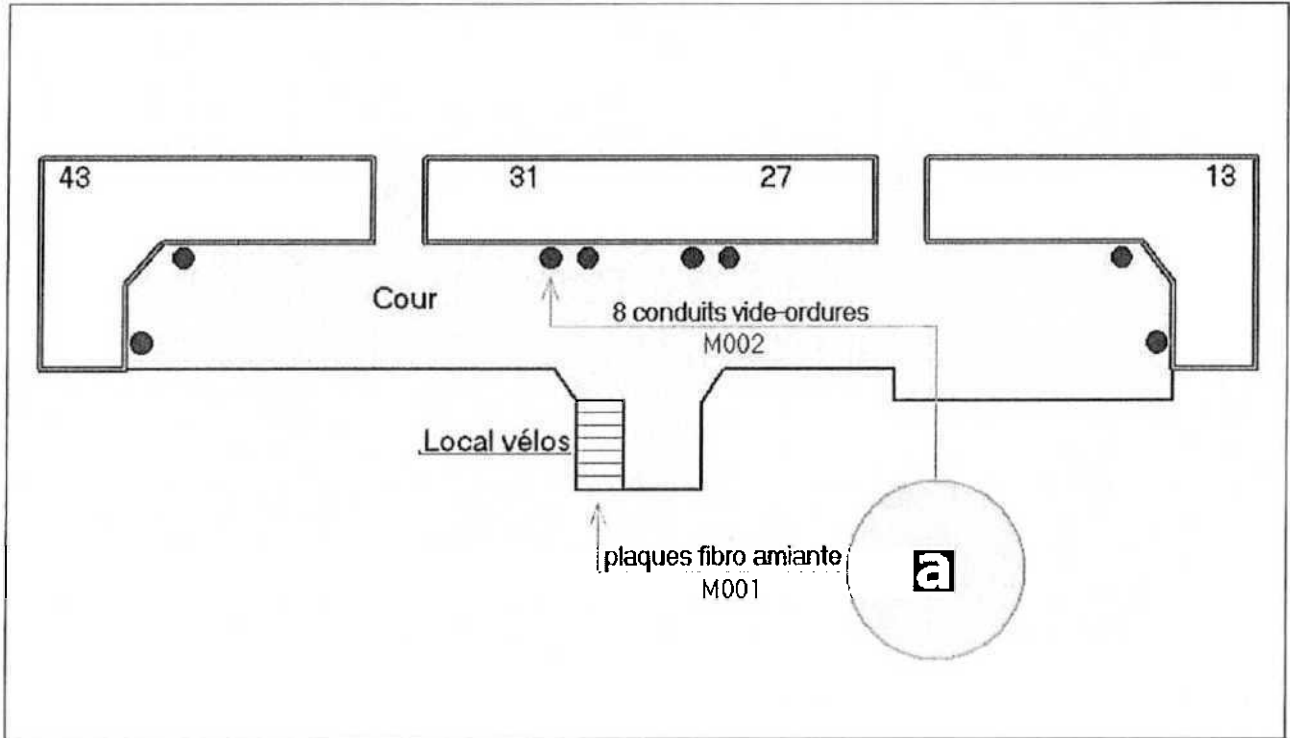 43
31
27
13
Cour
8 conduits vide-ordures
M002
Local vélos
plaques fibro amiante
M001
a